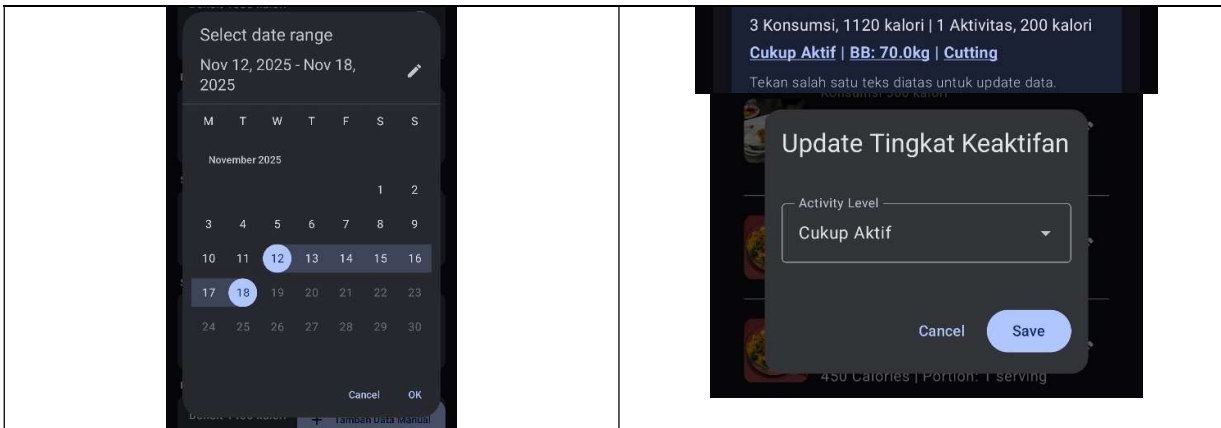 Select date range
Nov 12, 2025 - Nov 18,
2025
M T W T F S S
November 2025
1 2
3 4 5 6 7 8 9
10 11 12 13 14 15 16
17 18 19 20 21 22 23
24 25 26 27 28 29 30
Cancel OK
+ Tambah Data Manual
3 Konsumsi, 1120 kalori | 1 Aktivitas, 200 kalori
Cukup Aktif | BB: 70.0kg | Cutting
Tekan salah satu teks diatas untuk update data.
Update Tingkat Keaktifan
Activity Level
Cukup Aktif
Cancel Save
450 Calories | Portion: 1 serving